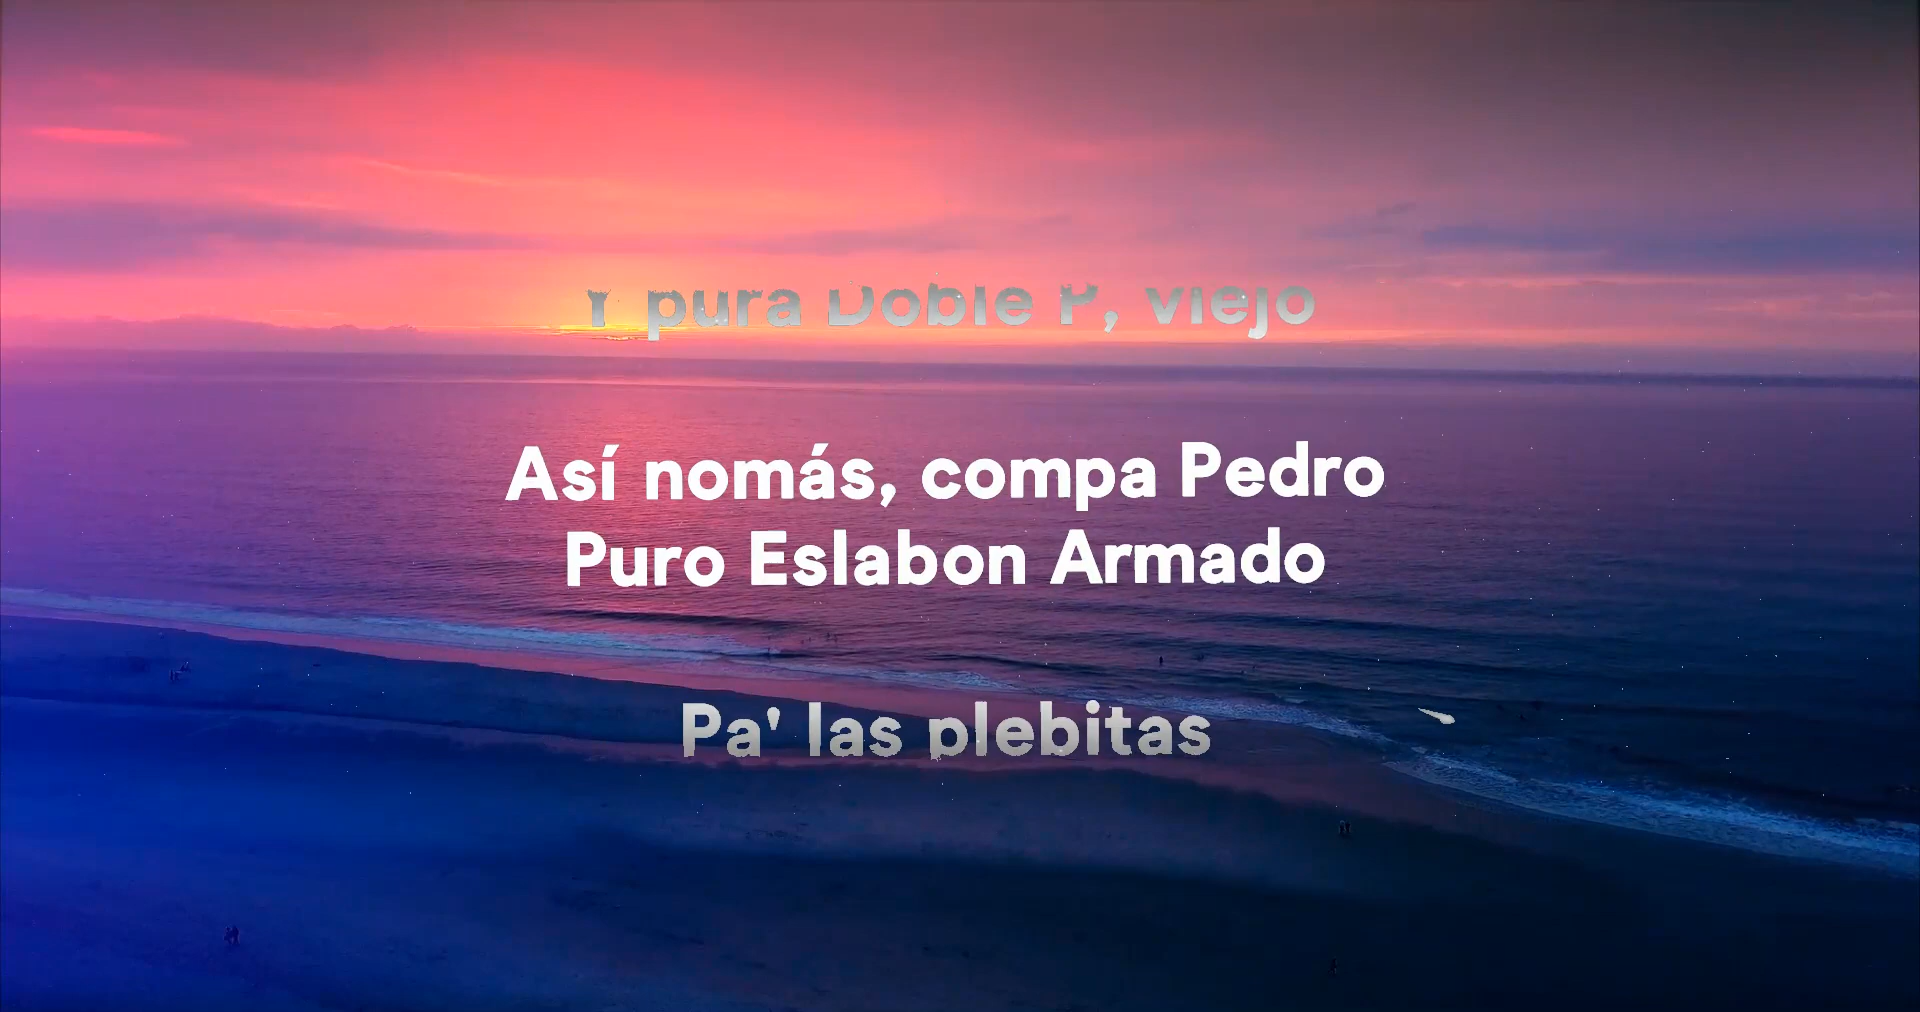 Y pura Doble P, viejo
Así nomás, compa Pedro
Puro Eslabon Armado
Pa' las plebitas